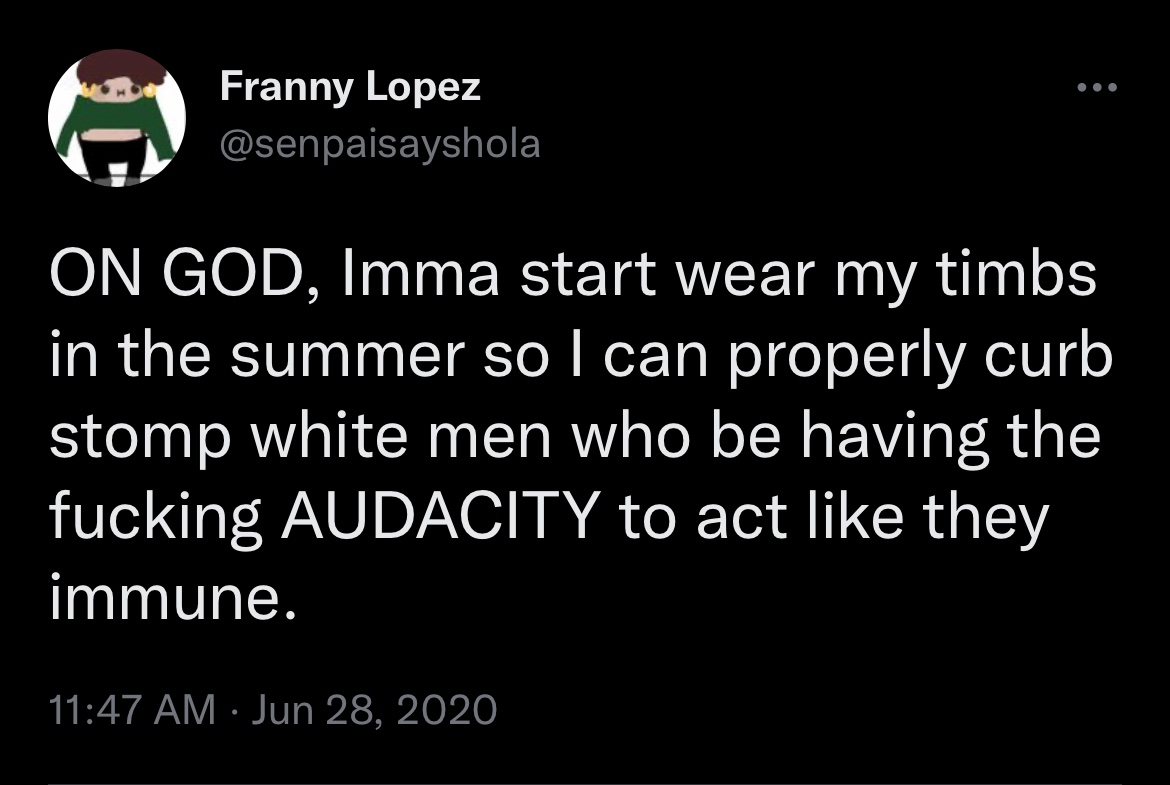 Franny Lopez
@senpaisayshola
ON GOD, Imma start wear my timbs
in the summer so I can properly curb
stomp white men who be having the
fucking AUDACITY to act like they
immune.
11:47 AM · Jun 28, 2020